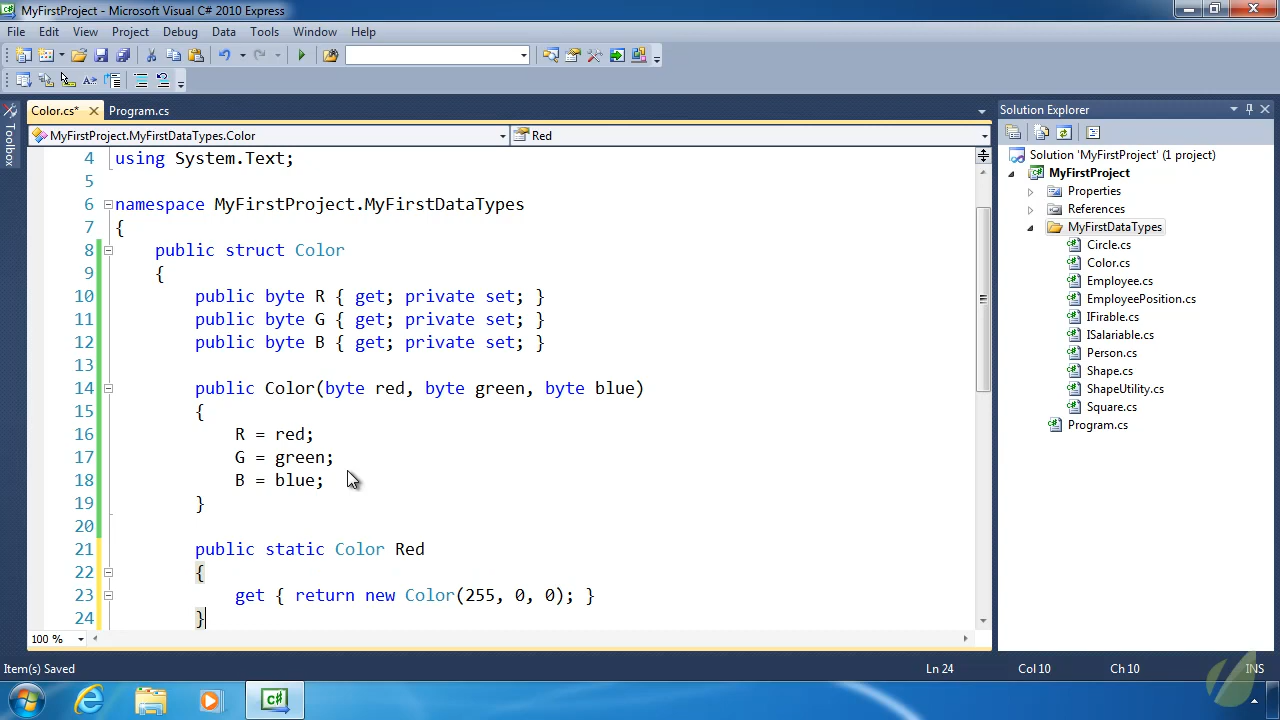 MyFirstProject - Microsoft Visual C# 2010 Express
File Edit View Project Debug Data Tools Window Help
Color.cs* Program.cs
Toolbox
MyFirstProject.MyFirstDataTypes.Color
Red
4 using System.Text;
5
6 namespace MyFirstProject.MyFirstDataTypes
7 {
8 public struct Color
9 {
10 public byte R { get; private set; }
11 public byte G { get; private set; }
12 public byte B { get; private set; }
13
14 public Color(byte red, byte green, byte blue)
15 {
16 R = red;
17 G = green;
18 B = blue;
19 }
20
21 public static Color Red
22 {
23 get { return new Color(255, 0, 0); }
24 }
100 %
Solution Explorer
Solution 'MyFirstProject' (1 project)
MyFirstProject
Properties
References
MyFirstDataTypes
Circle.cs
Color.cs
Employee.cs
EmployeePosition.cs
IFirable.cs
ISalariable.cs
Person.cs
Shape.cs
ShapeUtility.cs
Square.cs
Program.cs
Item(s) Saved
Ln 24 Col 10 Ch 10 INS
C#